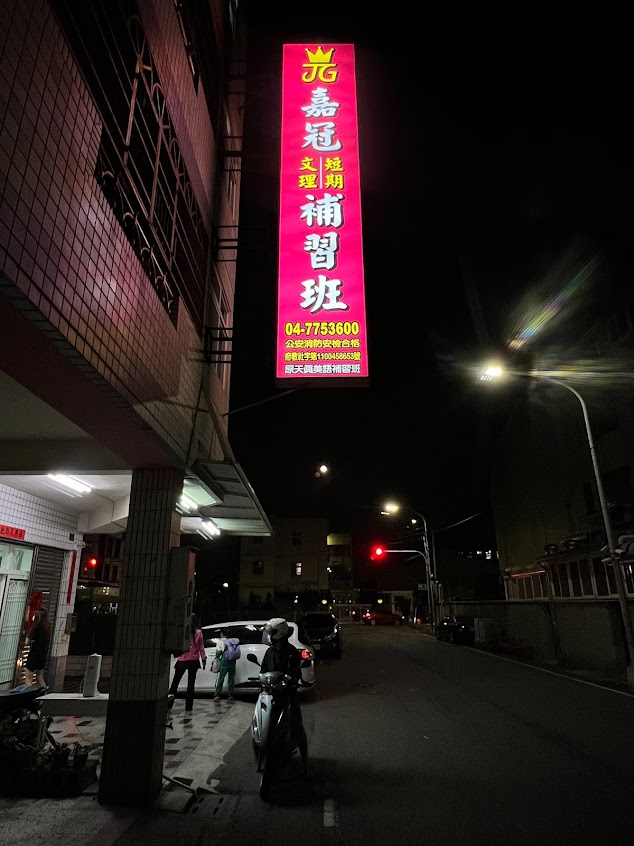 JG
嘉冠
文理
短期
補習班
04-7753600
公安消防安檢合格
府教社字第1100458653號
原天真美語補習班